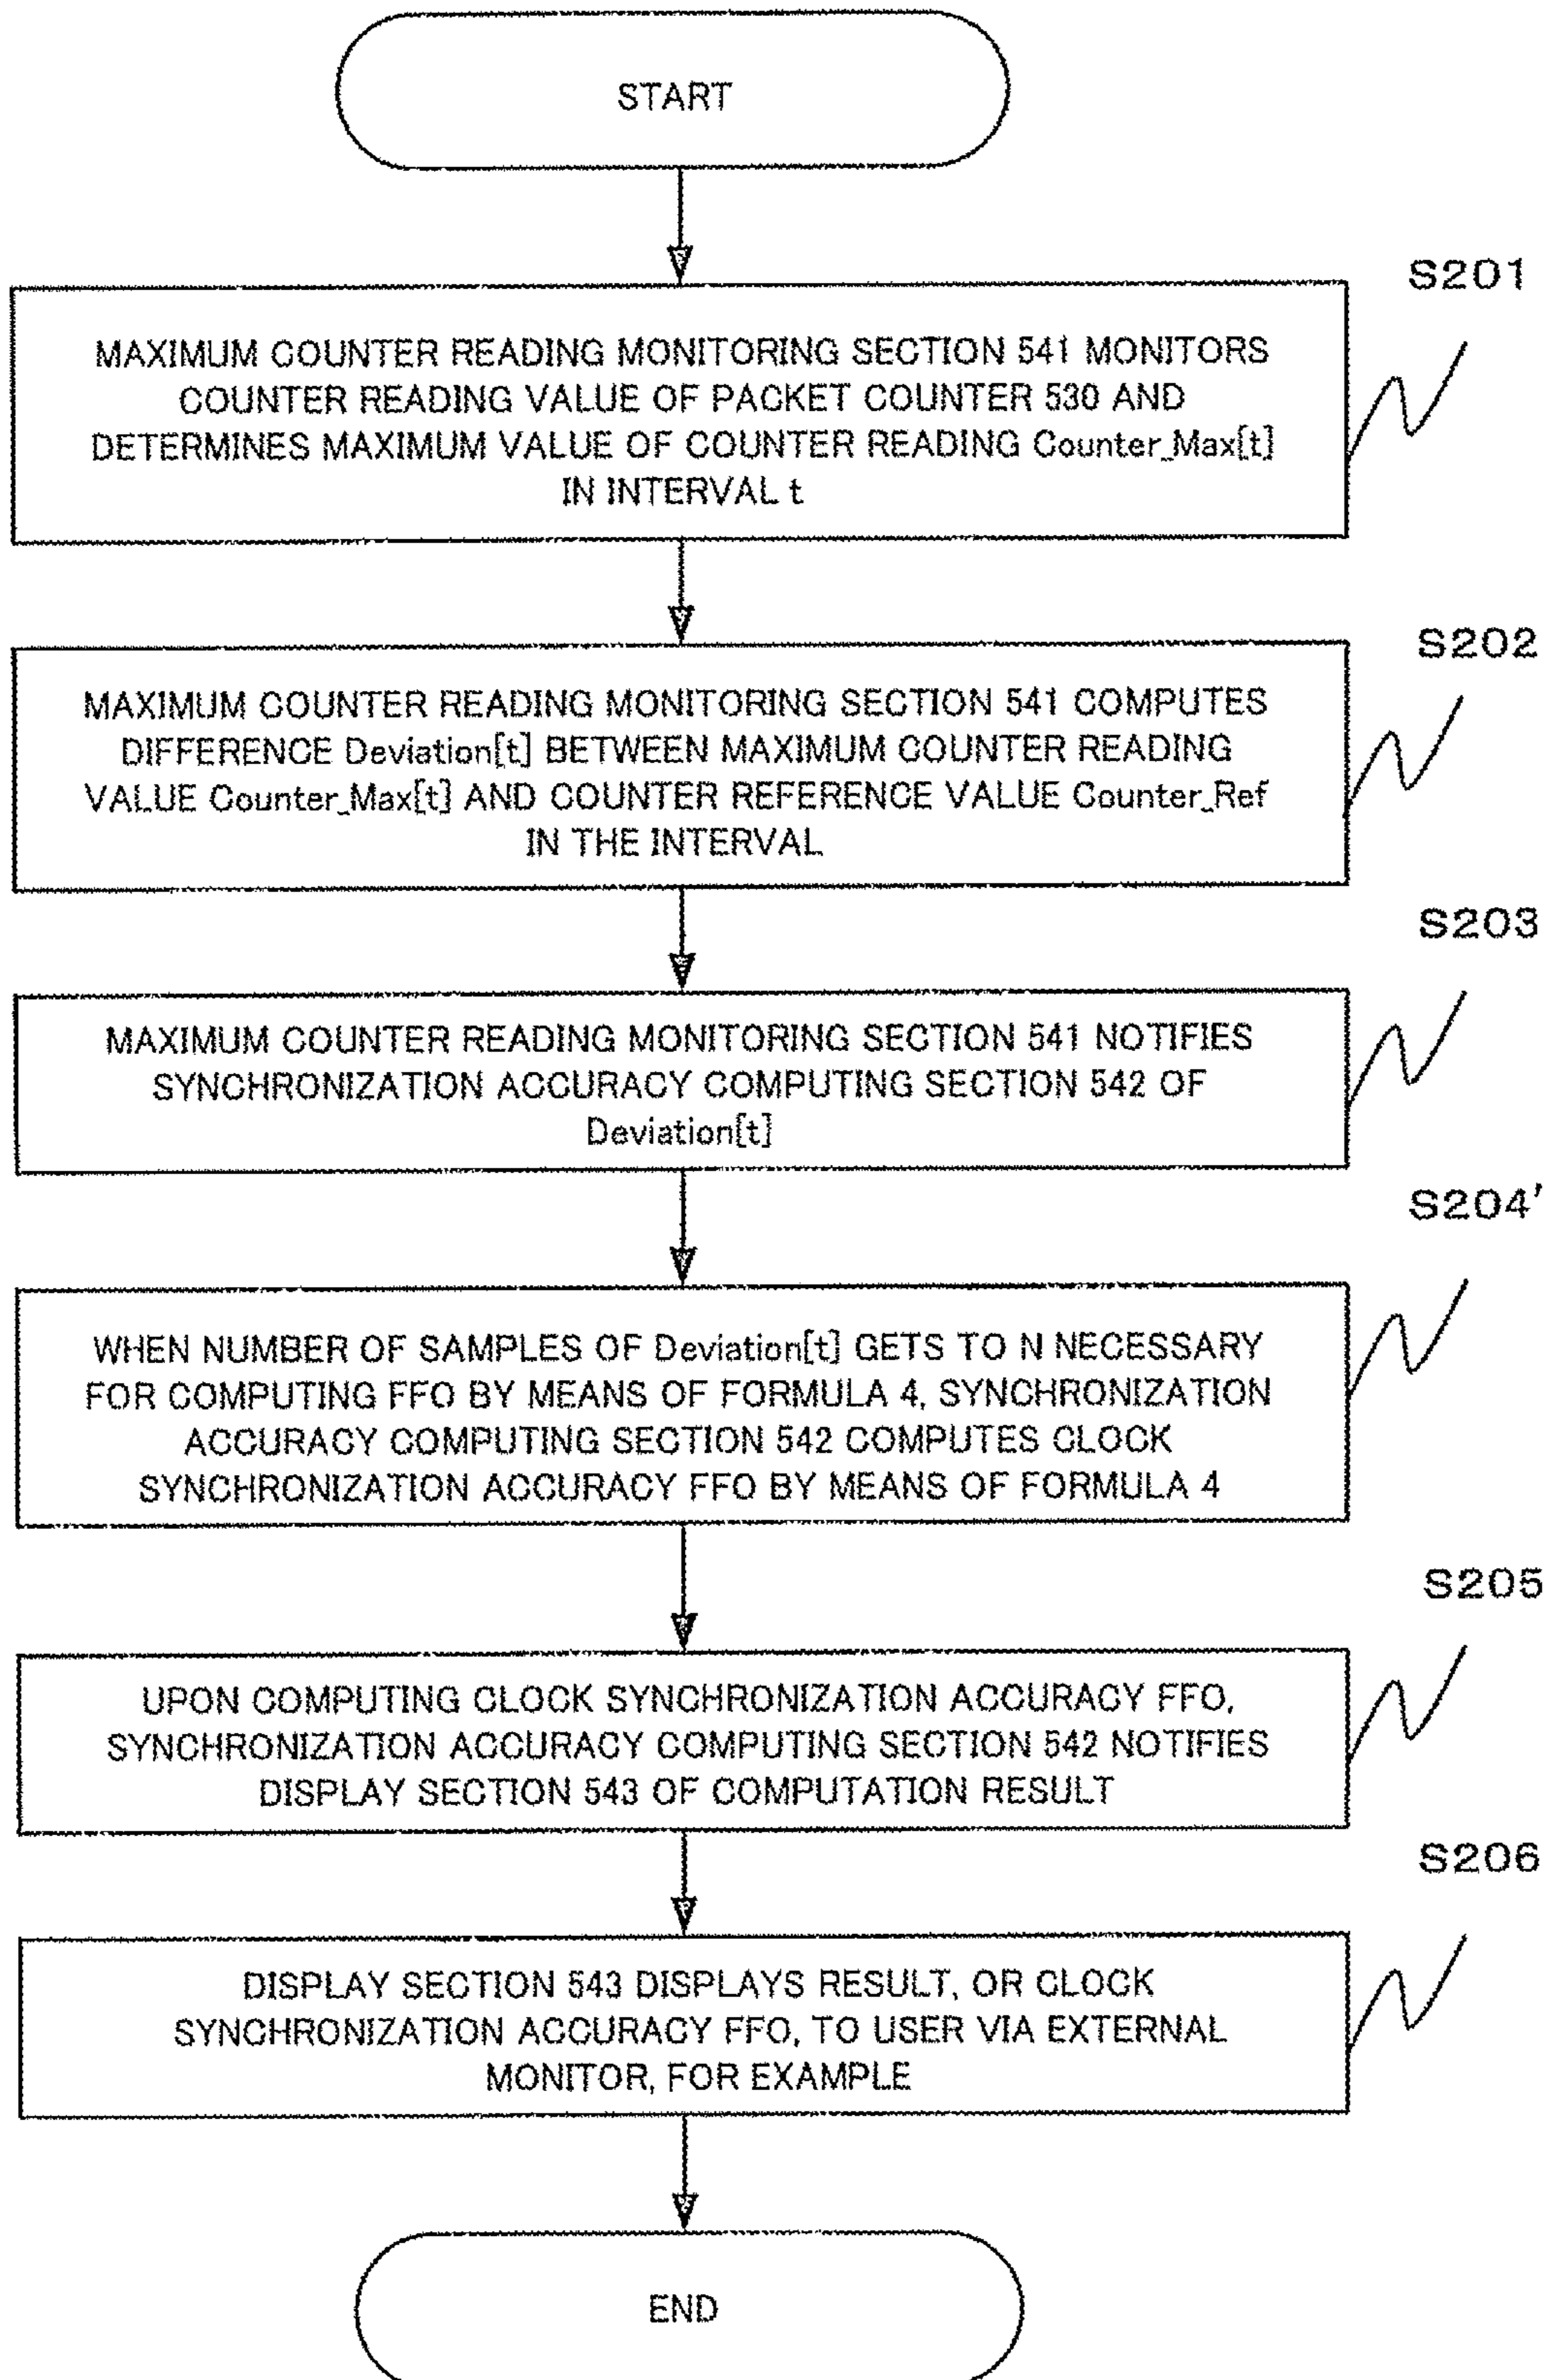 START
S201
MAXIMUM COUNTER READING MONITORING SECTION 541 MONITORS
COUNTER READING VALUE OF PACKET COUNTER 530 AND
DETERMINES MAXIMUM VALUE OF COUNTER READING Counter_Max[t]
IN INTERVAL t
S202
MAXIMUM COUNTER READING MONITORING SECTION 541 COMPUTES
DIFFERENCE Deviation[t] BETWEEN MAXIMUM COUNTER READING
VALUE Counter_Max[t] AND COUNTER REFERENCE VALUE Counter_Ref
IN THE INTERVAL
S203
MAXIMUM COUNTER READING MONITORING SECTION 541 NOTIFIES
SYNCHRONIZATION ACCURACY COMPUTING SECTION 542 OF
Deviation[t]
S204'
WHEN NUMBER OF SAMPLES OF Deviation[t] GETS TO N NECESSARY
FOR COMPUTING FFO BY MEANS OF FORMULA 4, SYNCHRONIZATION
ACCURACY COMPUTING SECTION 542 COMPUTES CLOCK
SYNCHRONIZATION ACCURACY FFO BY MEANS OF FORMULA 4
S205
UPON COMPUTING CLOCK SYNCHRONIZATION ACCURACY FFO,
SYNCHRONIZATION ACCURACY COMPUTING SECTION 542 NOTIFIES
DISPLAY SECTION 543 OF COMPUTATION RESULT
S206
DISPLAY SECTION 543 DISPLAYS RESULT, OR CLOCK
SYNCHRONIZATION ACCURACY FFO, TO USER VIA EXTERNAL
MONITOR, FOR EXAMPLE
END